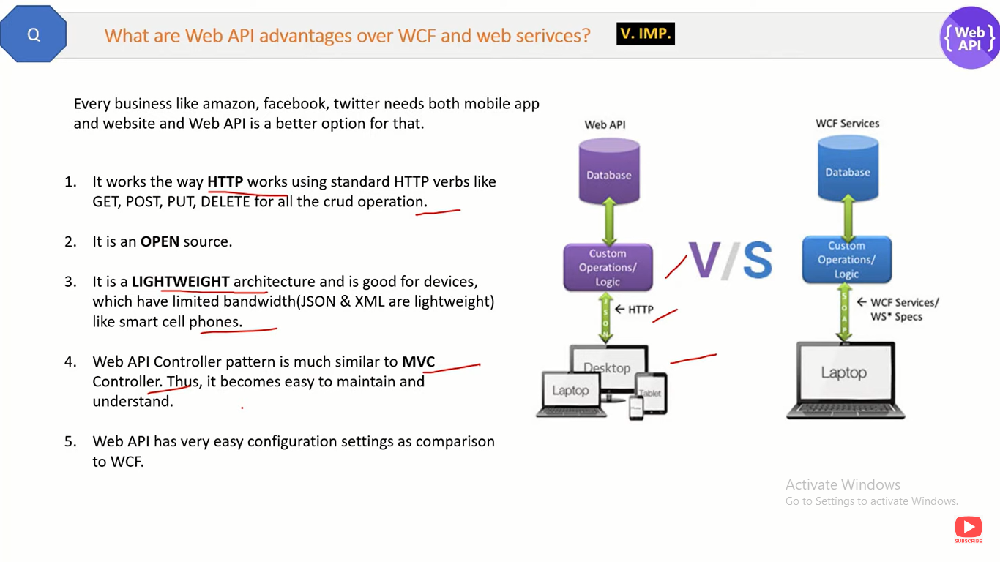 Q
What are Web API advantages over WCF and web serivces?
V. IMP.
{Web
API}
Every business like amazon, facebook, twitter needs both mobile app
and website and Web API is a better option for that.
1. It works the way HTTP works using standard HTTP verbs like
GET, POST, PUT, DELETE for all the crud operation.
2. It is an OPEN source.
3. It is a LIGHTWEIGHT architecture and is good for devices,
which have limited bandwidth(JSON & XML are lightweight)
like smart cell phones.
4. Web API Controller pattern is much similar to MVC
Controller. Thus, it becomes easy to maintain and
understand.
5. Web API has very easy configuration settings as comparison
to WCF.
Web API
Database
Custom
Operations/
Logic
JSON
← HTTP
Desktop
Laptop
Tablet
Phone
V/S
WCF Services
Database
Custom
Operations/
Logic
SOAP
← WCF Services/
WS* Specs
Laptop
Activate Windows
Go to Settings to activate Windows.
SUBSCRIBE